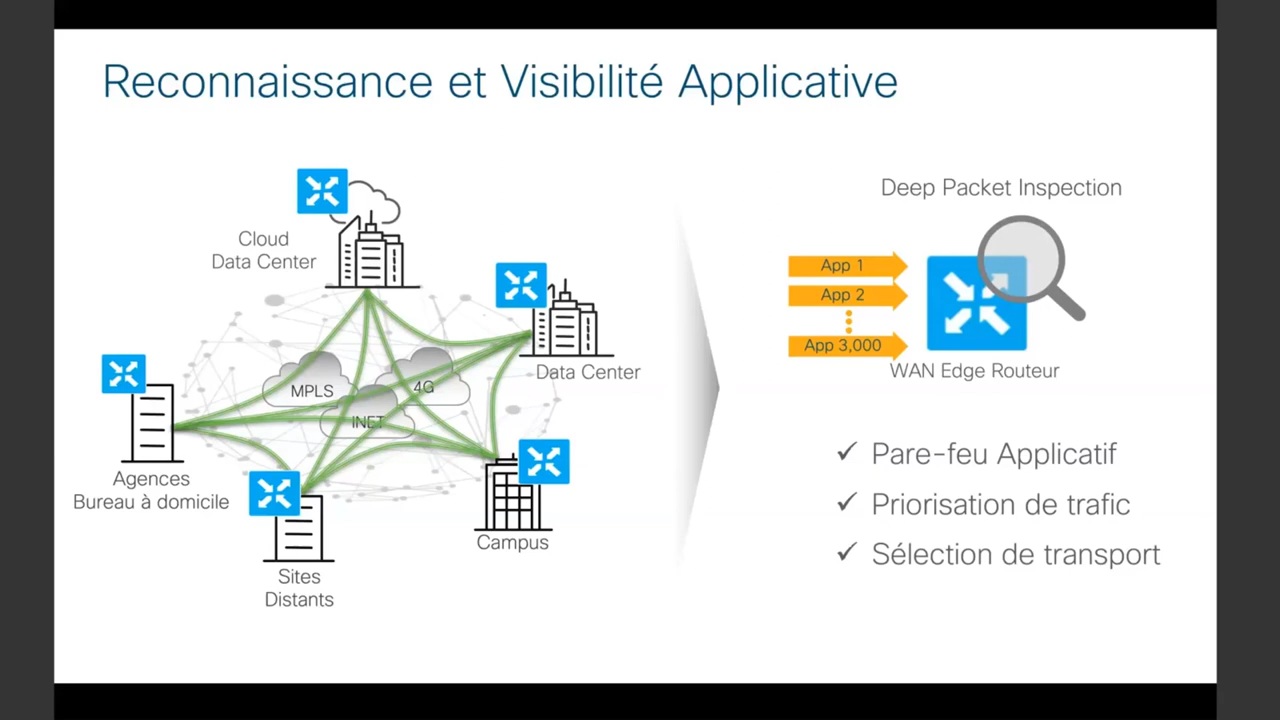 Reconnaissance et Visibilité Applicative
Cloud
Data Center
Data Center
MPLS
4G
INET
Agences
Bureau à domicile
Campus
Sites
Distants
Deep Packet Inspection
App 1
App 2
App 3,000
WAN Edge Routeur
✓ Pare-feu Applicatif
✓ Priorisation de trafic
✓ Sélection de transport